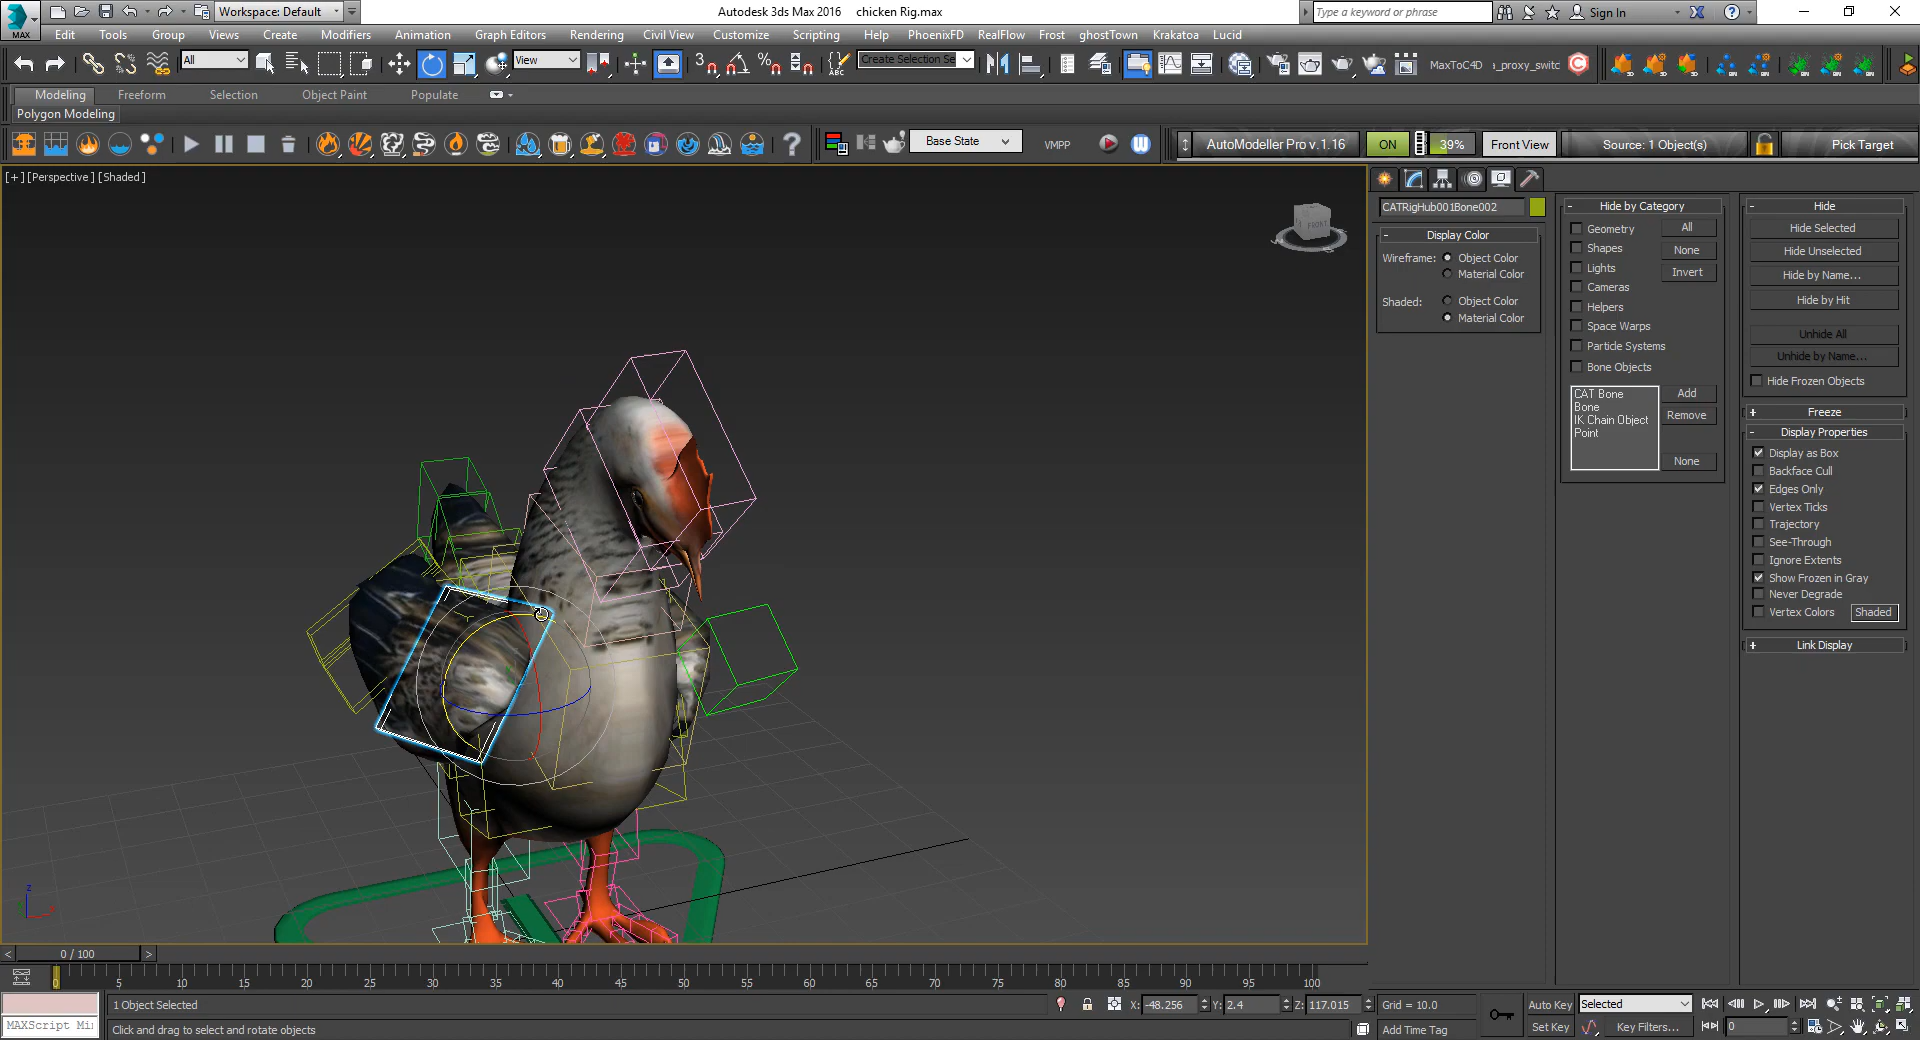 Workspace: Default
Autodesk 3ds Max 2016 chicken Rig.max
Type a keyword or phrase
Sign In
MAX
Edit Tools Group Views Create Modifiers Animation Graph Editors Rendering Civil View Customize Scripting Help PhoenixFD RealFlow Frost ghostTown Krakatoa Lucid
All
View
Create Selection Se
MaxToC4D
a_proxy_switc
Modeling Freeform Selection Object Paint Populate
Polygon Modeling
Base State
VMPP
AutoModeller Pro v.1.16
ON
39%
Front View
Source: 1 Object(s)
Pick Target
[+] [Perspective ] [Shaded ]
FRONT
CATRigHub001Bone002
- Display Color
Wireframe: Object Color
Material Color
Shaded: Object Color
Material Color
- Hide by Category
Geometry All
Shapes
None
Lights
Invert
Cameras
Helpers
Space Warps
Particle Systems
Bone Objects
CAT Bone
Bone
IK Chain Object
Point
Add
Remove
None
- Hide
Hide Selected
Hide Unselected
Hide by Name...
Hide by Hit
Unhide All
Unhide by Name...
Hide Frozen Objects
+ Freeze
- Display Properties
Display as Box
Backface Cull
Edges Only
Vertex Ticks
Trajectory
See-Through
Ignore Extents
Show Frozen in Gray
Never Degrade
Vertex Colors Shaded
+ Link Display
z
< 0 / 100 >
0 5 10 15 20 25 30 35 40 45 50 55 60 65 70 75 80 85 90 95 100
1 Object Selected
X: -48.256 Y: 2.4 Z: 117.015
Grid = 10.0
Auto Key
Selected
MAXScript Mi
Click and drag to select and rotate objects
Add Time Tag
Set Key
Key Filters...
0